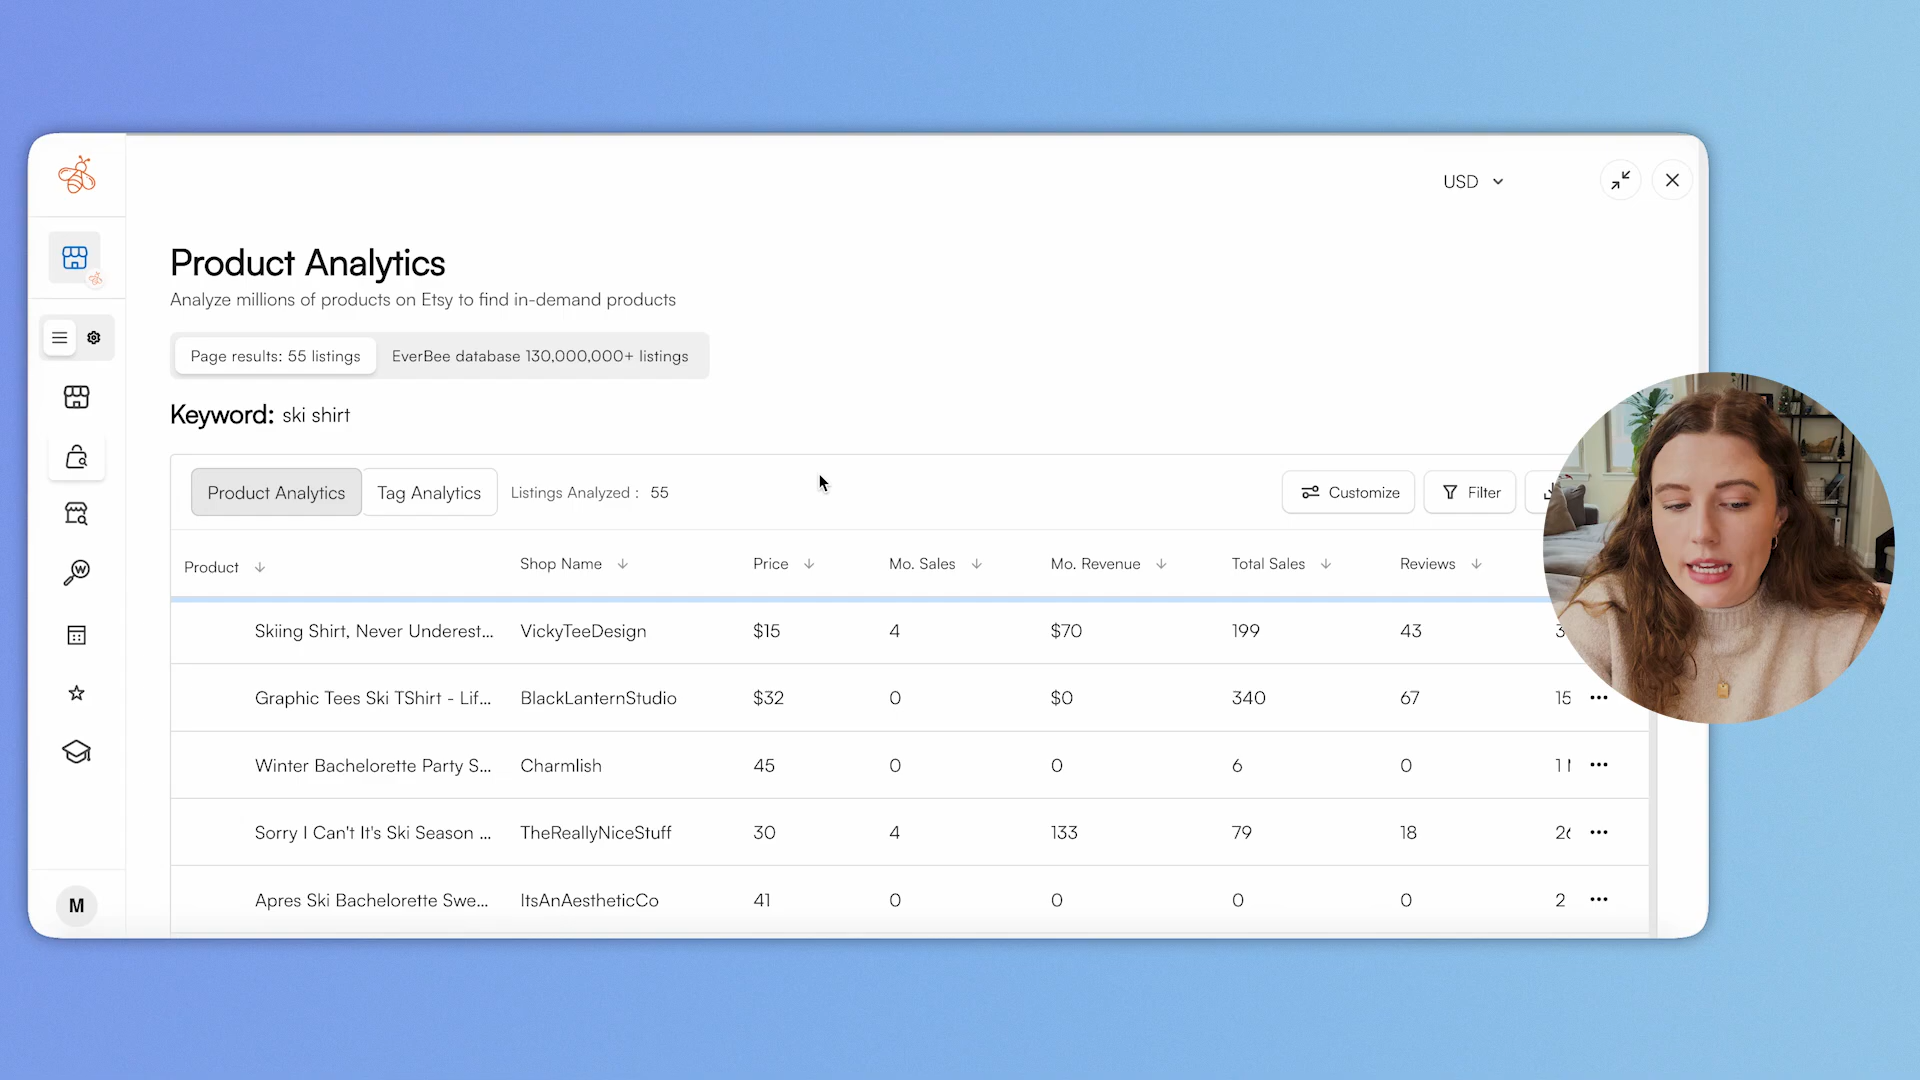 USD
Product Analytics
Analyze millions of products on Etsy to find in-demand products
Page results: 55 listings EverBee database 130,000,000+ listings
Keyword: ski shirt
Product Analytics Tag Analytics Listings Analyzed : 55 Customize Filter
Product Shop Name Price Mo. Sales Mo. Revenue Total Sales Reviews
Skiing Shirt, Never Underest... VickyTeeDesign $15 4 $70 199 43
Graphic Tees Ski TShirt - Lif... BlackLanternStudio $32 0 $0 340 67 15 •••
Winter Bachelorette Party S... Charmlish 45 0 0 6 0 1 •••
Sorry I Can't It's Ski Season ... TheReallyNiceStuff 30 4 133 79 18 •••
Apres Ski Bachelorette Swe... ItsAnAestheticCo 41 0 0 0 0 2 •••
M